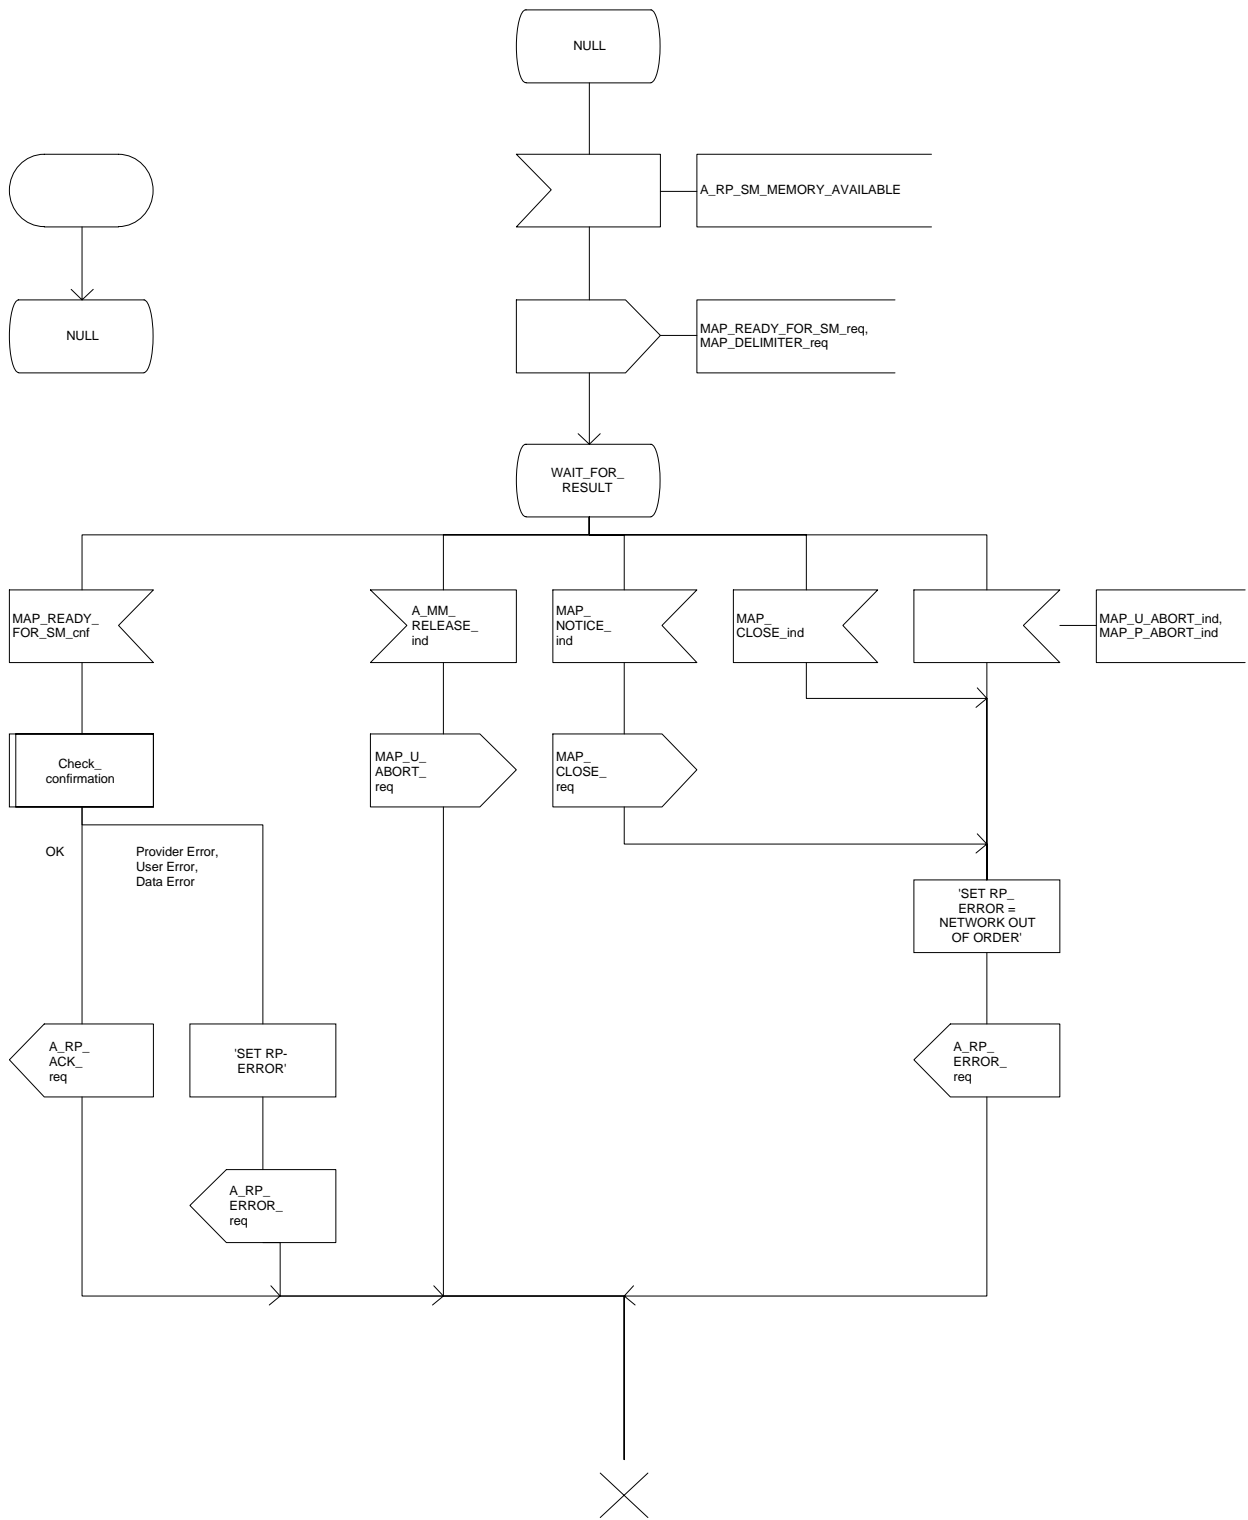 NULL
A_RP_SM_MEMORY_AVAILABLE
NULL
MAP_READY_FOR_SM_req,
MAP_DELIMITER_req
WAIT_FOR_
RESULT
MAP_READY_
FOR_SM_cnf
A_MM_
RELEASE_
ind
MAP_
NOTICE_
ind
MAP_
CLOSE_ind
MAP_U_ABORT_ind,
MAP_P_ABORT_ind
Check_
confirmation
MAP_U_
ABORT_
req
MAP_
CLOSE_
req
OK
Provider Error,
User Error,
Data Error
'SET RP_
ERROR =
NETWORK OUT
OF ORDER'
A_RP_
ACK_
req
'SET RP-
ERROR'
A_RP_
ERROR_
req
A_RP_
ERROR_
req